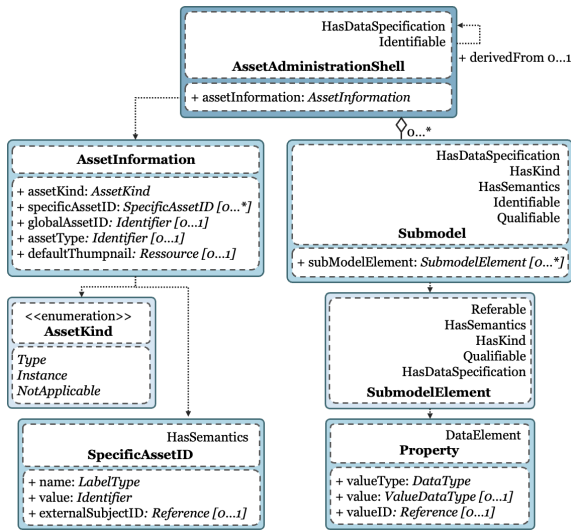 HasDataSpecification
Identifiable
AssetAdministrationShell
+ derivedFrom 0...1
+ assetInformation: AssetInformation
0...*
AssetInformation
+ assetKind: AssetKind
+ specificAssetID: SpecificAssetID [0...*]
+ globalAssetID: Identifier [0...1]
+ assetType: Identifier [0...1]
+ defaultThumpnail: Ressource [0...1]
HasDataSpecification
HasKind
HasSemantics
Identifiable
Qualifiable
Submodel
+ subModelElement: SubmodelElement [0...*]
<<enumeration>>
AssetKind
Type
Instance
NotApplicable
Referable
HasSemantics
HasKind
Qualifiable
HasDataSpecification
SubmodelElement
HasSemantics
SpecificAssetID
+ name: LabelType
+ value: Identifier
+ externalSubjectID: Reference [0...1]
DataElement
Property
+ valueType: DataType
+ value: ValueDataType [0...1]
+ valueID: Reference [0...1]